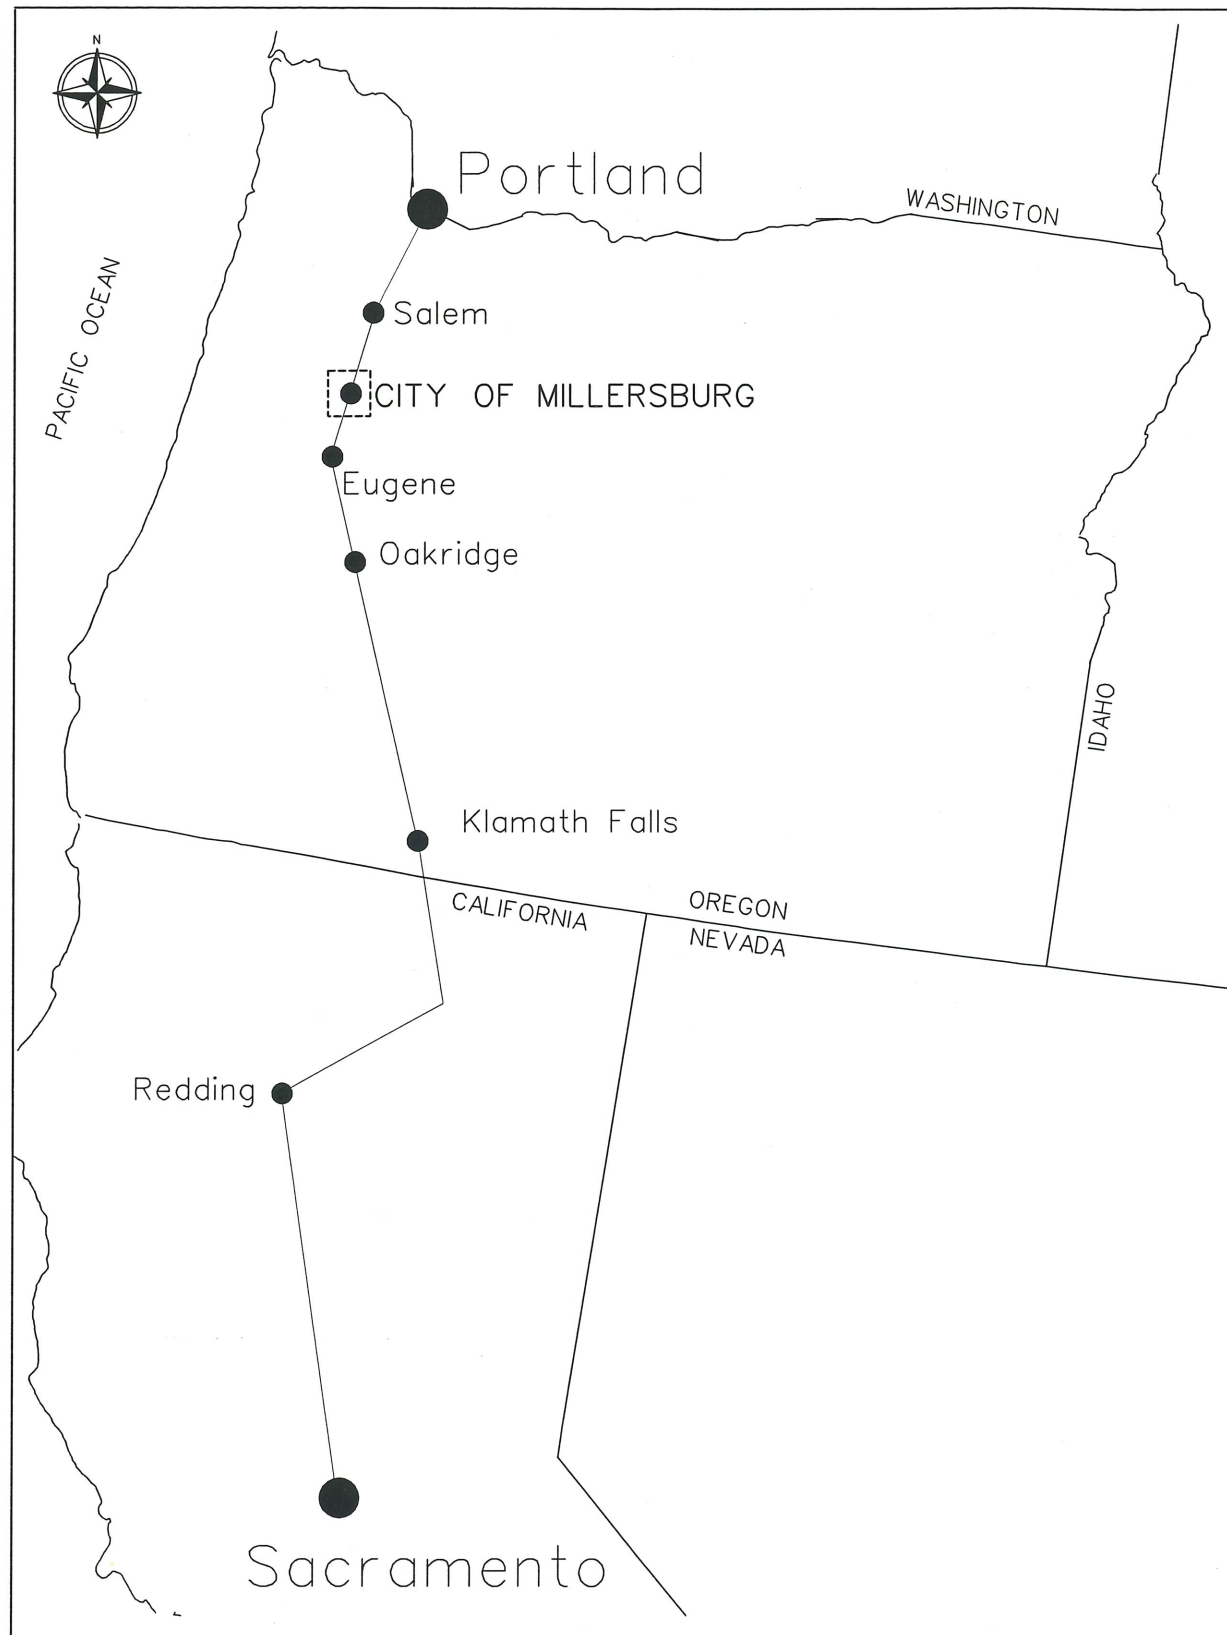 N
Portland
WASHINGTON
PACIFIC OCEAN
Salem
CITY OF MILLERSBURG
Eugene
Oakridge
IDAHO
Klamath Falls
CALIFORNIA
OREGON
NEVADA
Redding
Sacramento